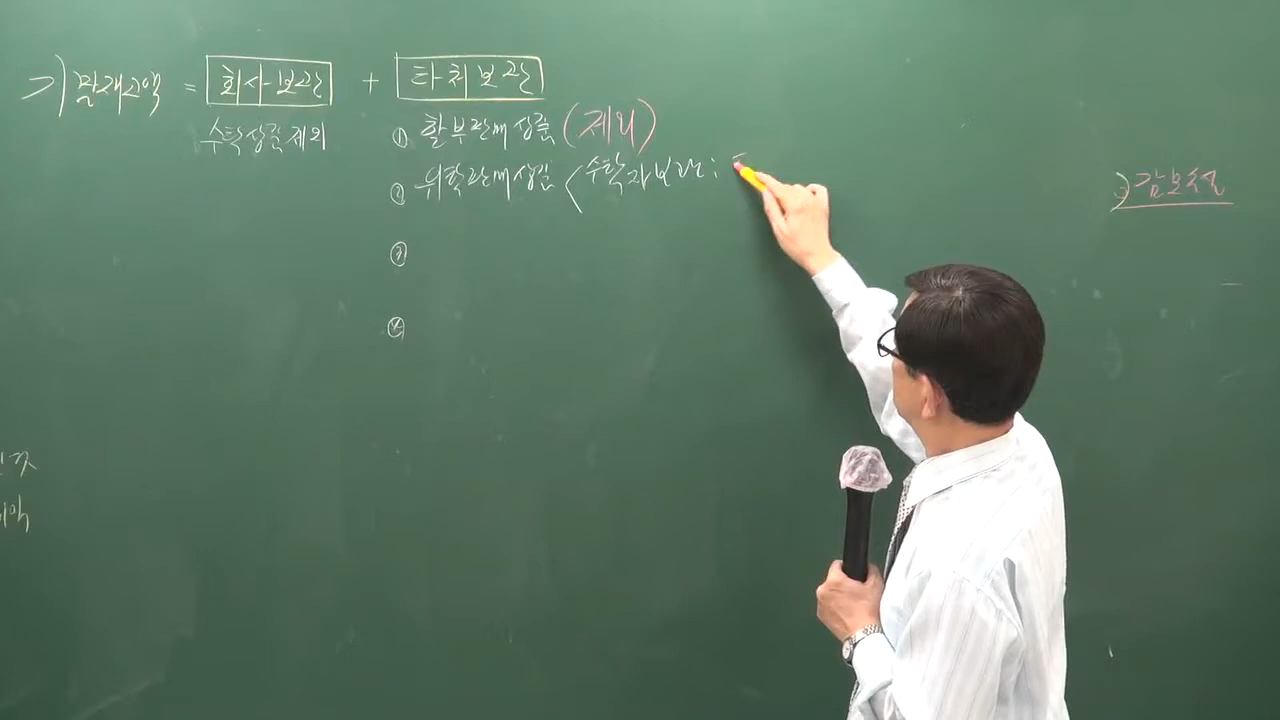 기말재고액 = 회사보관 + 타처보관
수탁상품 제외
① 할부판매상품 (제외)
② 위탁판매상품 < 수탁자보관:
③
④
감모손실